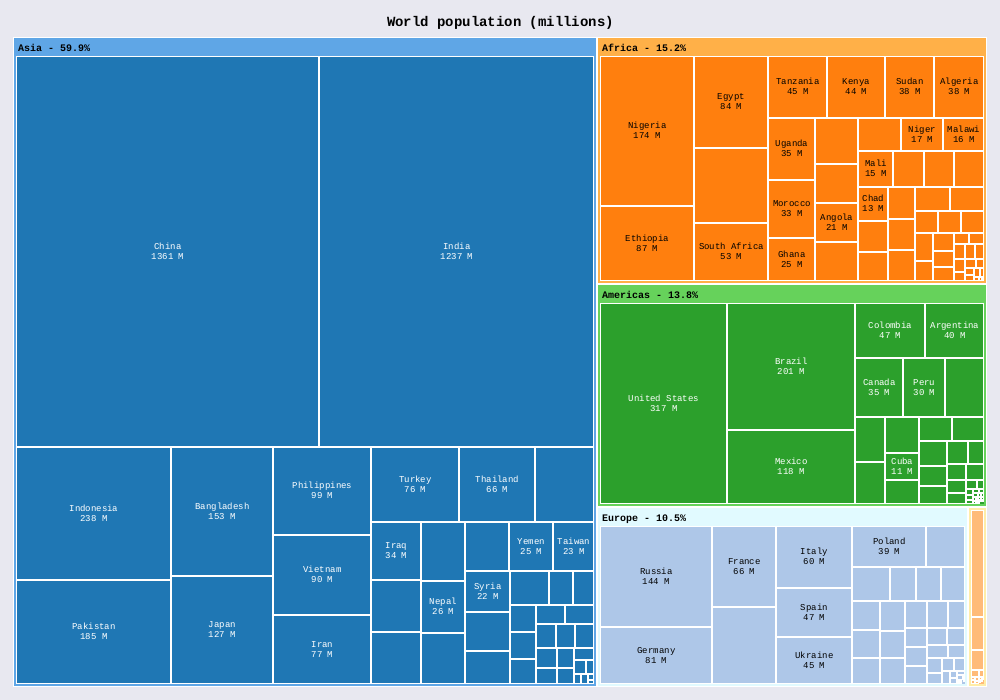 World population (millions)
Asia - 59.9%
China
1361 M
India
1237 M
Indonesia
238 M
Pakistan
185 M
Bangladesh
153 M
Japan
127 M
Philippines
99 M
Vietnam
90 M
Iran
77 M
Turkey
76 M
Thailand
66 M
Iraq
34 M
Nepal
26 M
Syria
22 M
Yemen
25 M
Taiwan
23 M
Africa - 15.2%
Nigeria
174 M
Ethiopia
87 M
Egypt
84 M
South Africa
53 M
Tanzania
45 M
Kenya
44 M
Sudan
38 M
Algeria
38 M
Uganda
35 M
Morocco
33 M
Ghana
25 M
Angola
21 M
Niger
17 M
Malawi
16 M
Mali
15 M
Chad
13 M
Americas - 13.8%
United States
317 M
Brazil
201 M
Mexico
118 M
Colombia
47 M
Argentina
40 M
Canada
35 M
Peru
30 M
Cuba
11 M
Europe - 10.5%
Russia
144 M
Germany
81 M
France
66 M
Italy
60 M
Spain
47 M
Ukraine
45 M
Poland
39 M